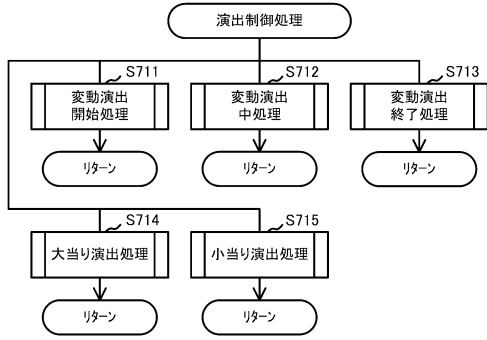 演出制御処理
S711
S712
S713
変動演出
開始処理
変動演出
中処理
変動演出
終了処理
リターン
リターン
リターン
S714
S715
大当り演出処理
小当り演出処理
リターン
リターン